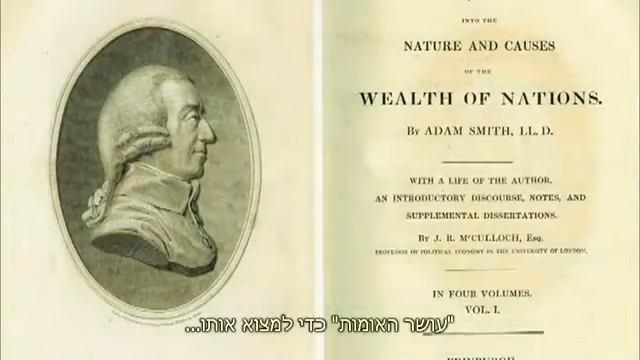 INTO THE
NATURE AND CAUSES
OF THE
WEALTH OF NATIONS.
BY ADAM SMITH, LL. D.
WITH A LIFE OF THE AUTHOR,
AN INTRODUCTORY DISCOURSE, NOTES, AND
SUPPLEMENTAL DISSERTATIONS.
BY J. R. M'CULLOCH, Esq.
PROFESSOR OF POLITICAL ECONOMY IN THE UNIVERSITY OF LONDON.
IN FOUR VOLUMES.
VOL. I.
"עושר האומות" כדי למצוא אותו...